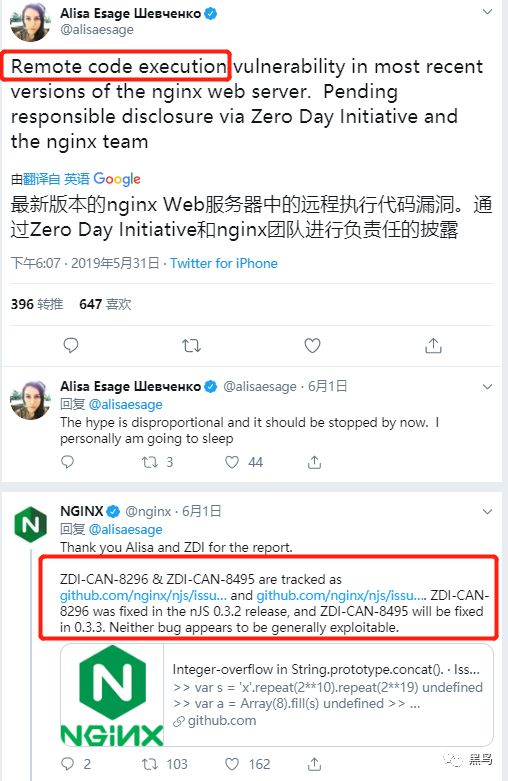 Alisa Esage Шевченко
@alisaesage
Remote code execution vulnerability in most recent
versions of the nginx web server. Pending
responsible disclosure via Zero Day Initiative and
the nginx team
由翻译自 英语 Google
最新版本的nginx Web服务器中的远程执行代码漏洞。通
过Zero Day Initiative和nginx团队进行负责任的披露
下午6:07 · 2019年5月31日 · Twitter for iPhone
396 转推 647 喜欢
Alisa Esage Шевченко @alisaesage · 6月1日
回复 @alisaesage
The hype is disproportional and it should be stopped by now. I
personally am going to sleep
3 44
NGINX @nginx · 6月1日
回复 @alisaesage
Thank you Alisa and ZDI for the report.
ZDI-CAN-8296 & ZDI-CAN-8495 are tracked as
github.com/nginx/njs/issu... and github.com/nginx/njs/issu.... ZDI-CAN-
8296 was fixed in the nJS 0.3.2 release, and ZDI-CAN-8495 will be fixed
in 0.3.3. Neither bug appears to be generally exploitable.
NGINX
Integer-overflow in String.prototype.concat(). · Iss...
>> var s = 'x'.repeat(2**10).repeat(2**19) undefined
>> var a = Array(8).fill(s) undefined >> ...
github.com
2 103 162
黑鸟